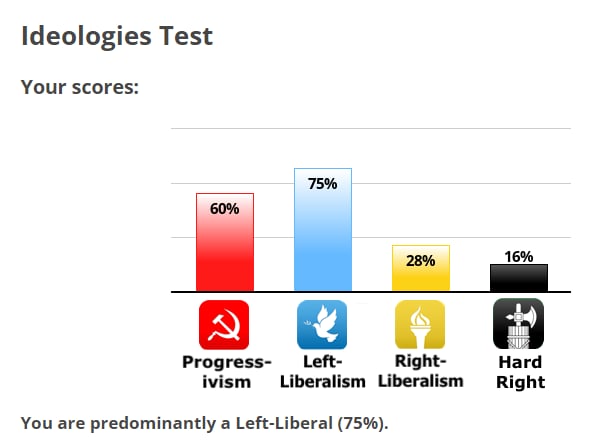 Ideologies Test
Your scores:
60%
75%
28%
16%
Progress-
ivism
Left-
Liberalism
Right-
Liberalism
Hard
Right
You are predominantly a Left-Liberal (75%).